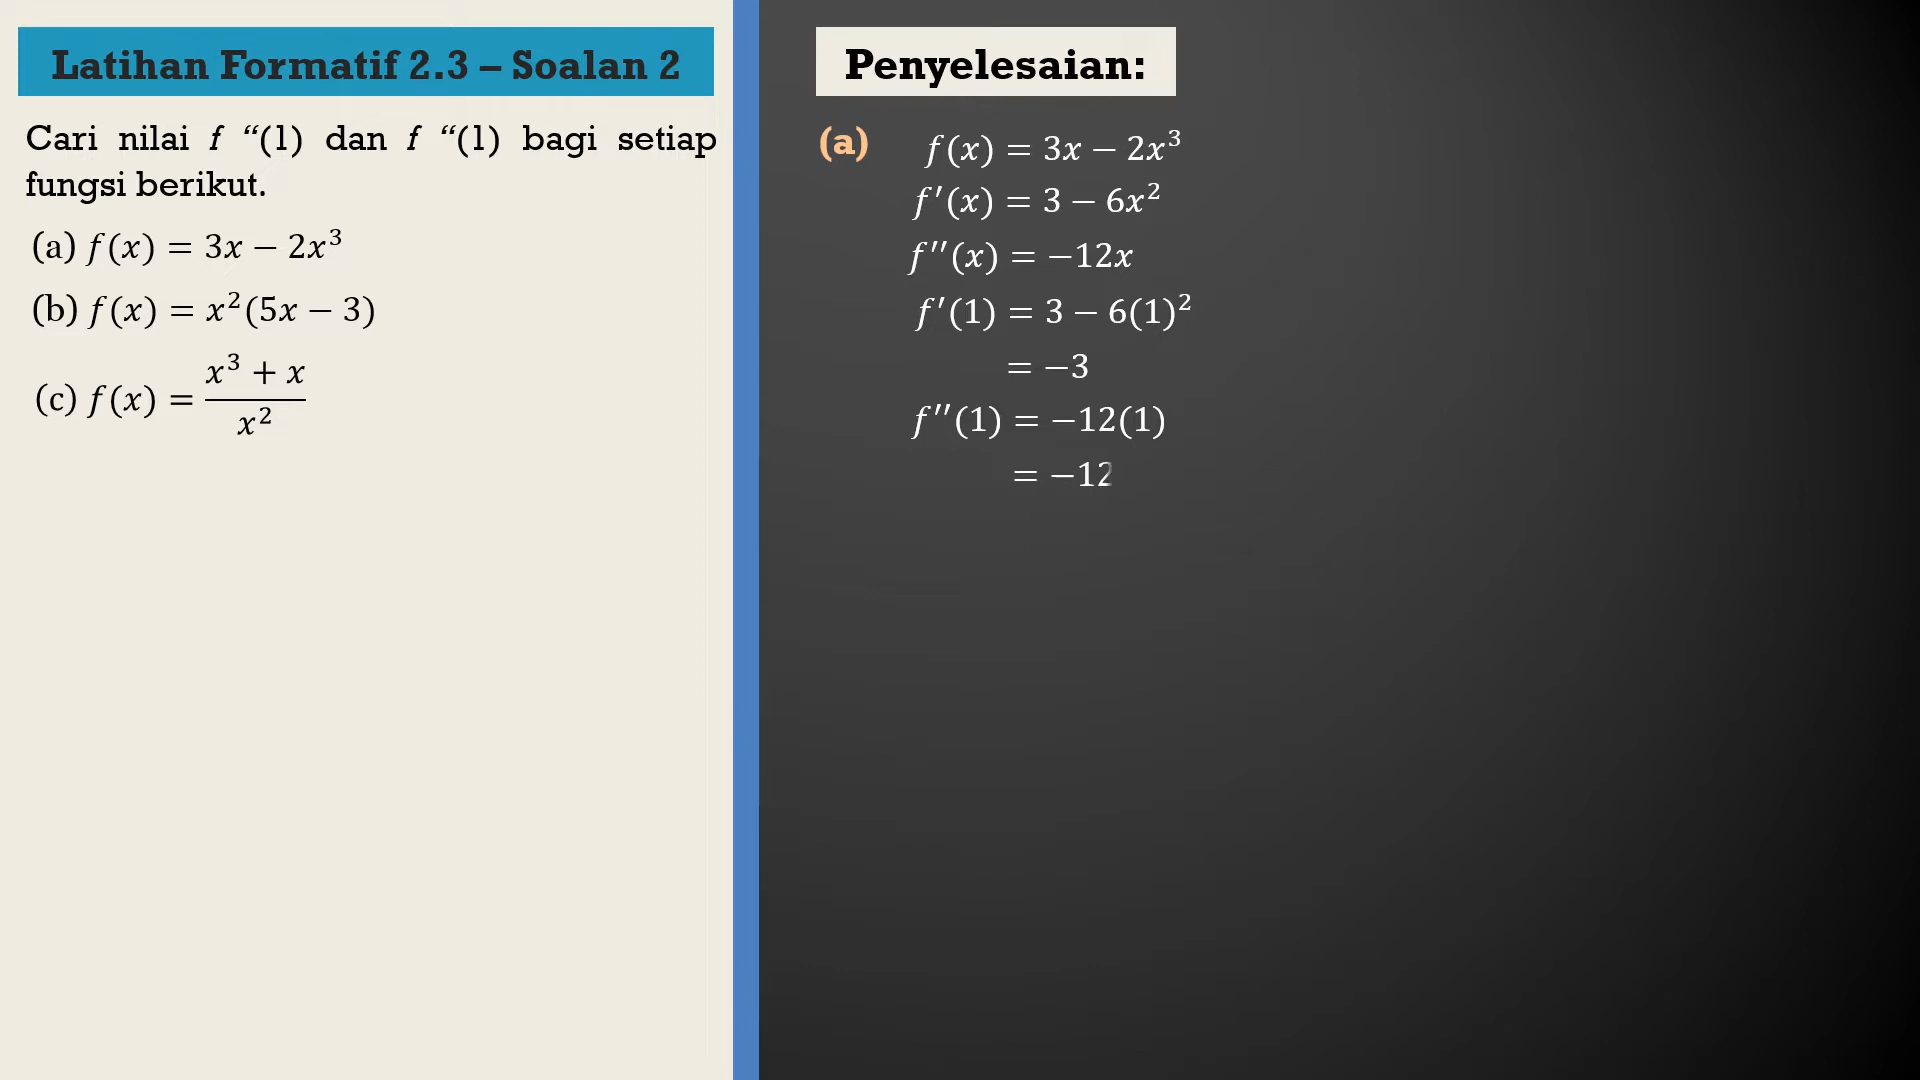 Latihan Formatif 2.3 – Soalan 2
Cari nilai f “(1) dan f “(1) bagi setiap
fungsi berikut.
(a) f(x) = 3x − 2x³
(b) f(x) = x²(5x − 3)
(c) f(x) = (x³ + x)/x²
Penyelesaian:
(a) f(x) = 3x − 2x³
f′(x) = 3 − 6x²
f′′(x) = −12x
f′(1) = 3 − 6(1)²
= −3
f′′(1) = −12(1)
= −12